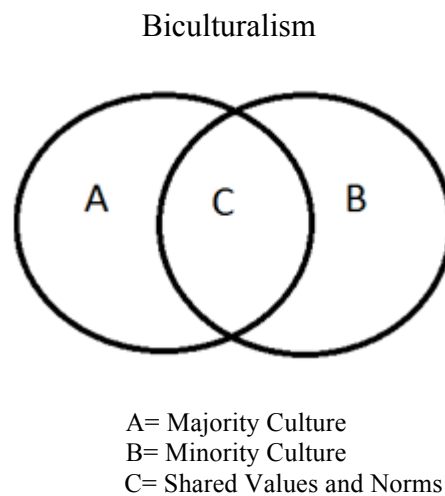 Biculturalism
A C B
A= Majority Culture
B= Minority Culture
C= Shared Values and Norms